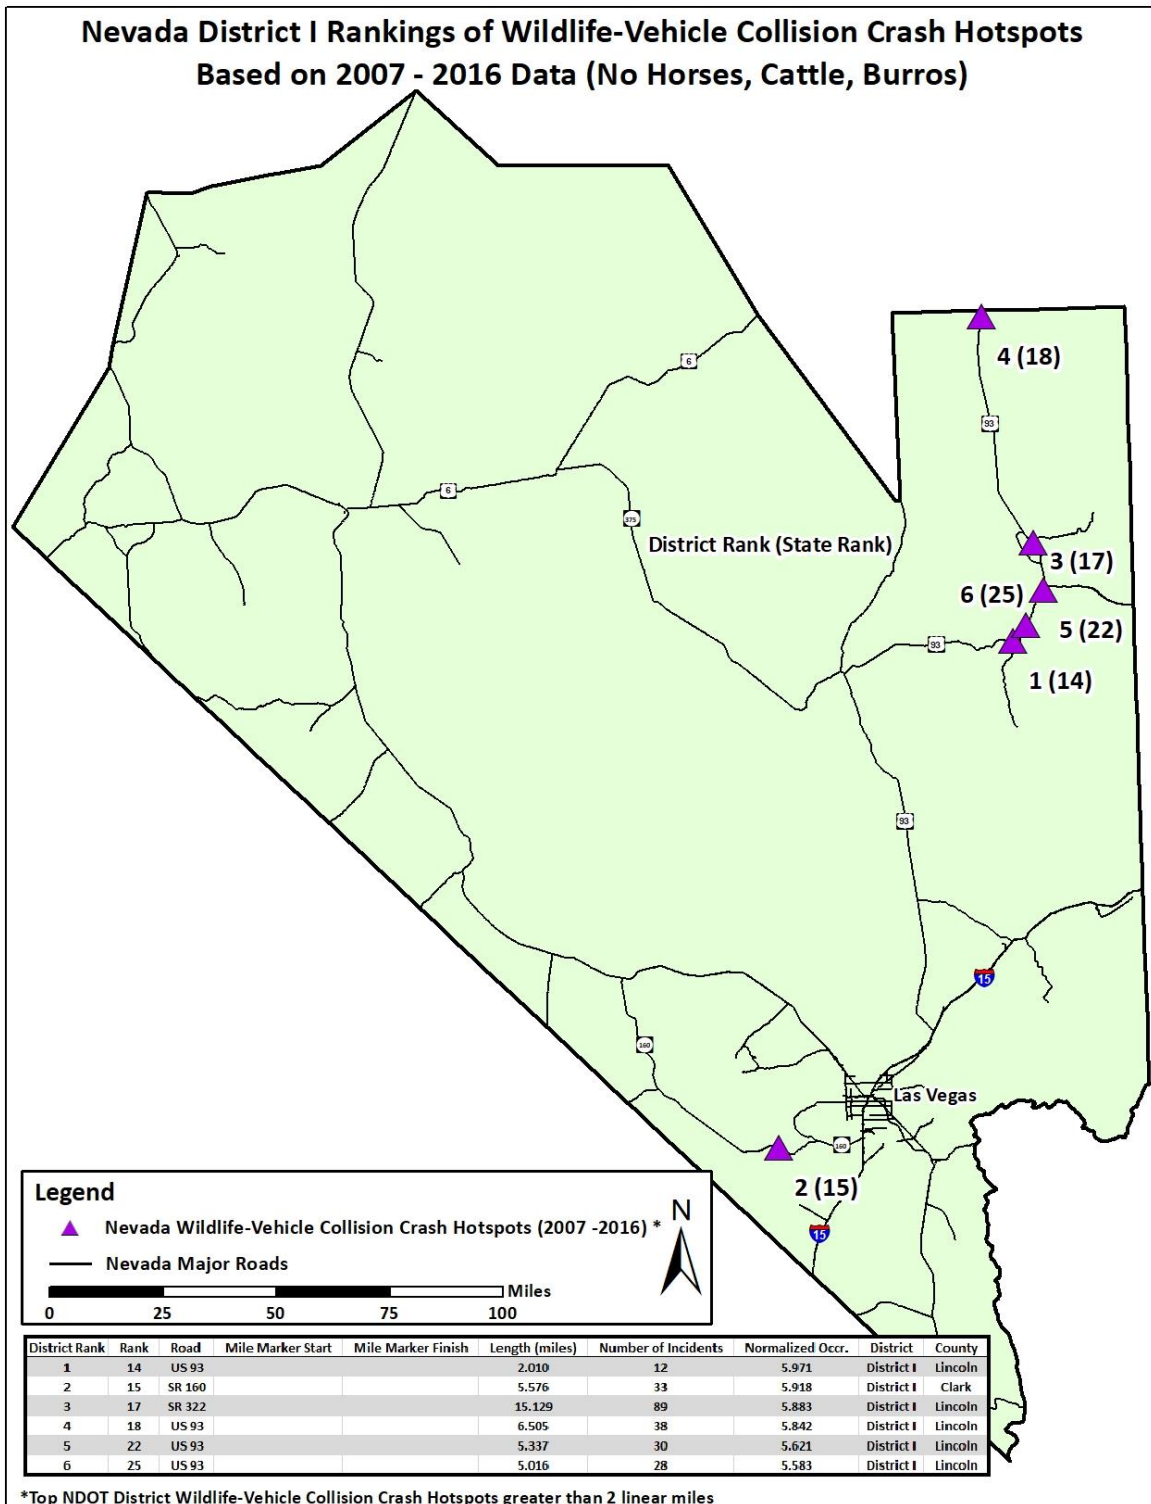 Nevada District I Rankings of Wildlife-Vehicle Collision Crash Hotspots
Based on 2007 - 2016 Data (No Horses, Cattle, Burros)
4 (18)
6
93
6
375
District Rank (State Rank)
3 (17)
6 (25)
5 (22)
93
1 (14)
93
15
160
Las Vegas
160
2 (15)
15
Legend
N
Nevada Wildlife-Vehicle Collision Crash Hotspots (2007 -2016) *
Nevada Major Roads
Miles
0 25 50 75 100
District Rank Rank Road Mile Marker Start Mile Marker Finish Length (miles) Number of Incidents Normalized Occr. District County
1 14 US 93 2.010 12 5.971 District I Lincoln
2 15 SR 160 5.576 33 5.918 District I Clark
3 17 SR 322 15.129 89 5.883 District I Lincoln
4 18 US 93 6.505 38 5.842 District I Lincoln
5 22 US 93 5.337 30 5.621 District I Lincoln
6 25 US 93 5.016 28 5.583 District I Lincoln
*Top NDOT District Wildlife-Vehicle Collision Crash Hotspots greater than 2 linear miles